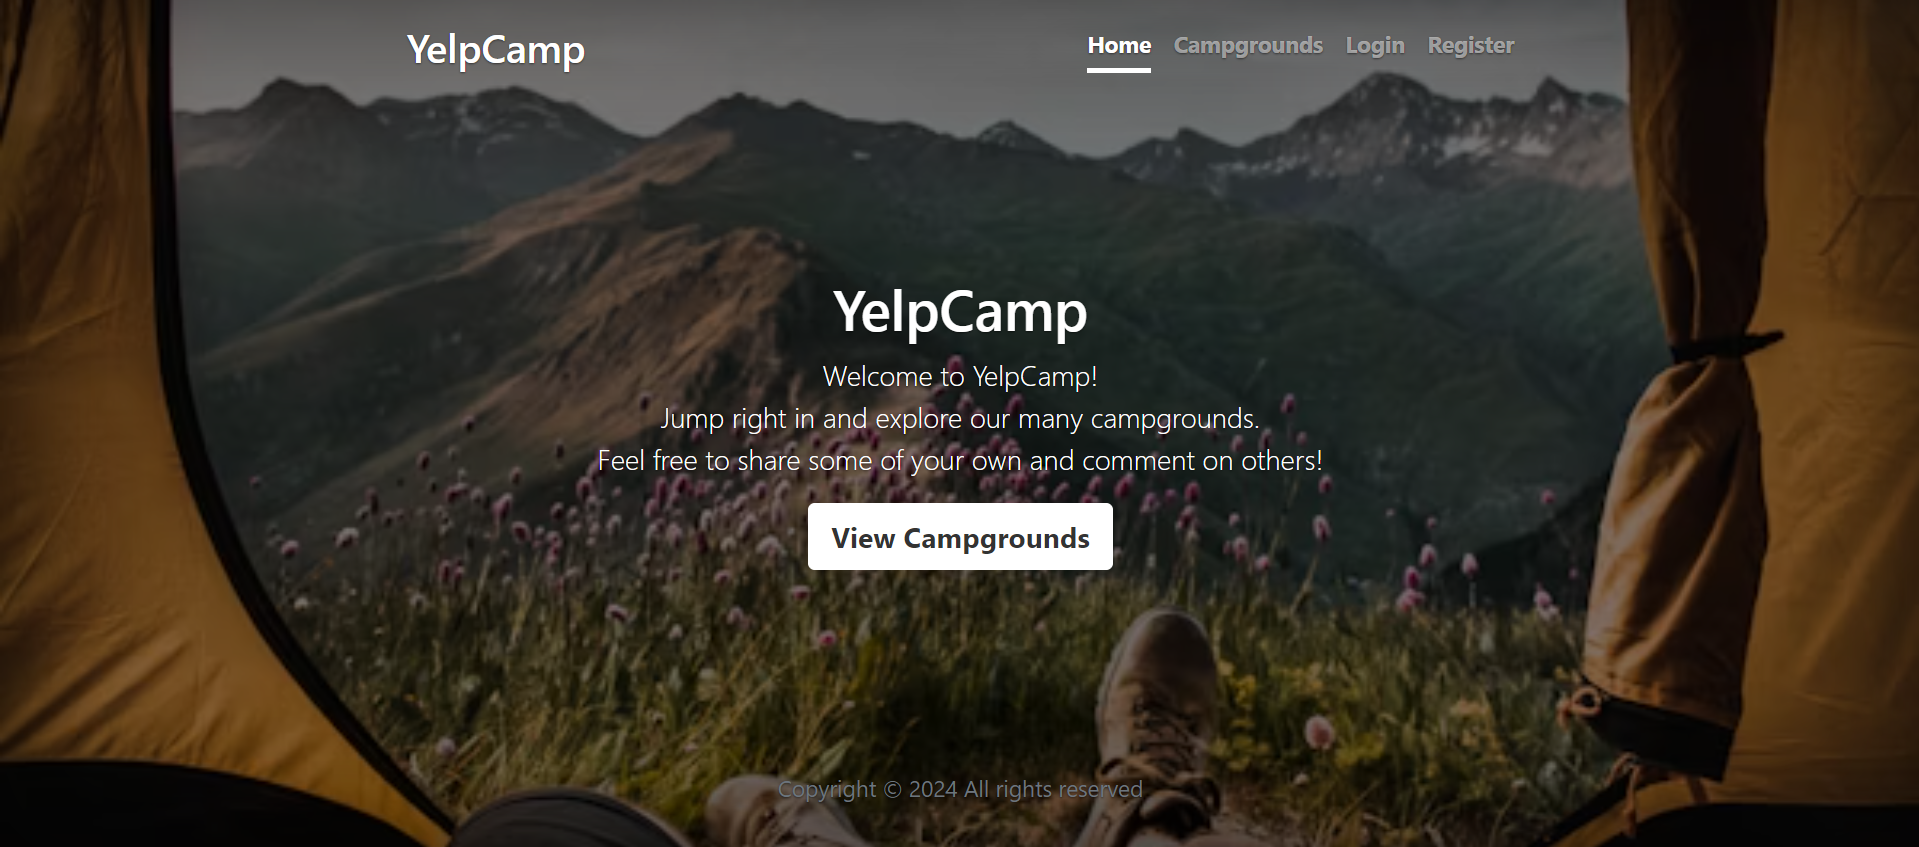 YelpCamp
Home Campgrounds Login Register
YelpCamp
Welcome to YelpCamp!
Jump right in and explore our many campgrounds.
Feel free to share some of your own and comment on others!
View Campgrounds
Copyright © 2024 All rights reserved